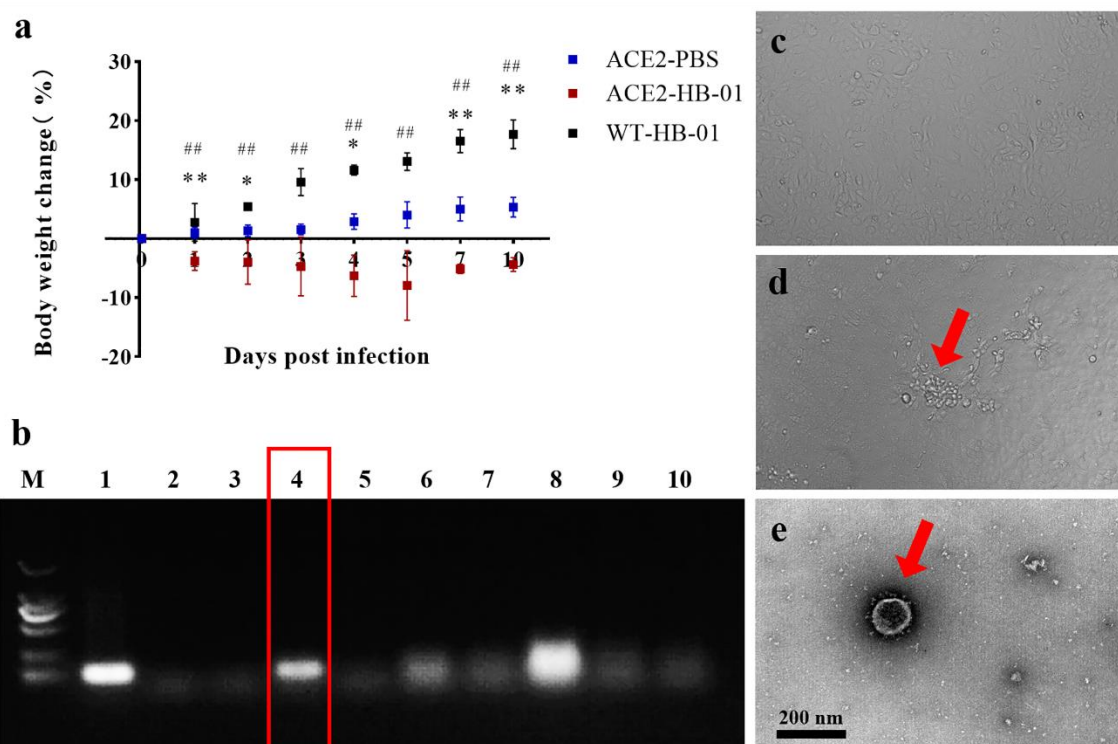 a
30
20
10
-10
-20
Body weight change( %)
0 1 2 3 4 5 7 10
Days post infection
## ## ## ## ## ## ##
** * * ** **
ACE2-PBS
ACE2-HB-01
WT-HB-01
b
M 1 2 3 4 5 6 7 8 9 10
c
d
e
200 nm